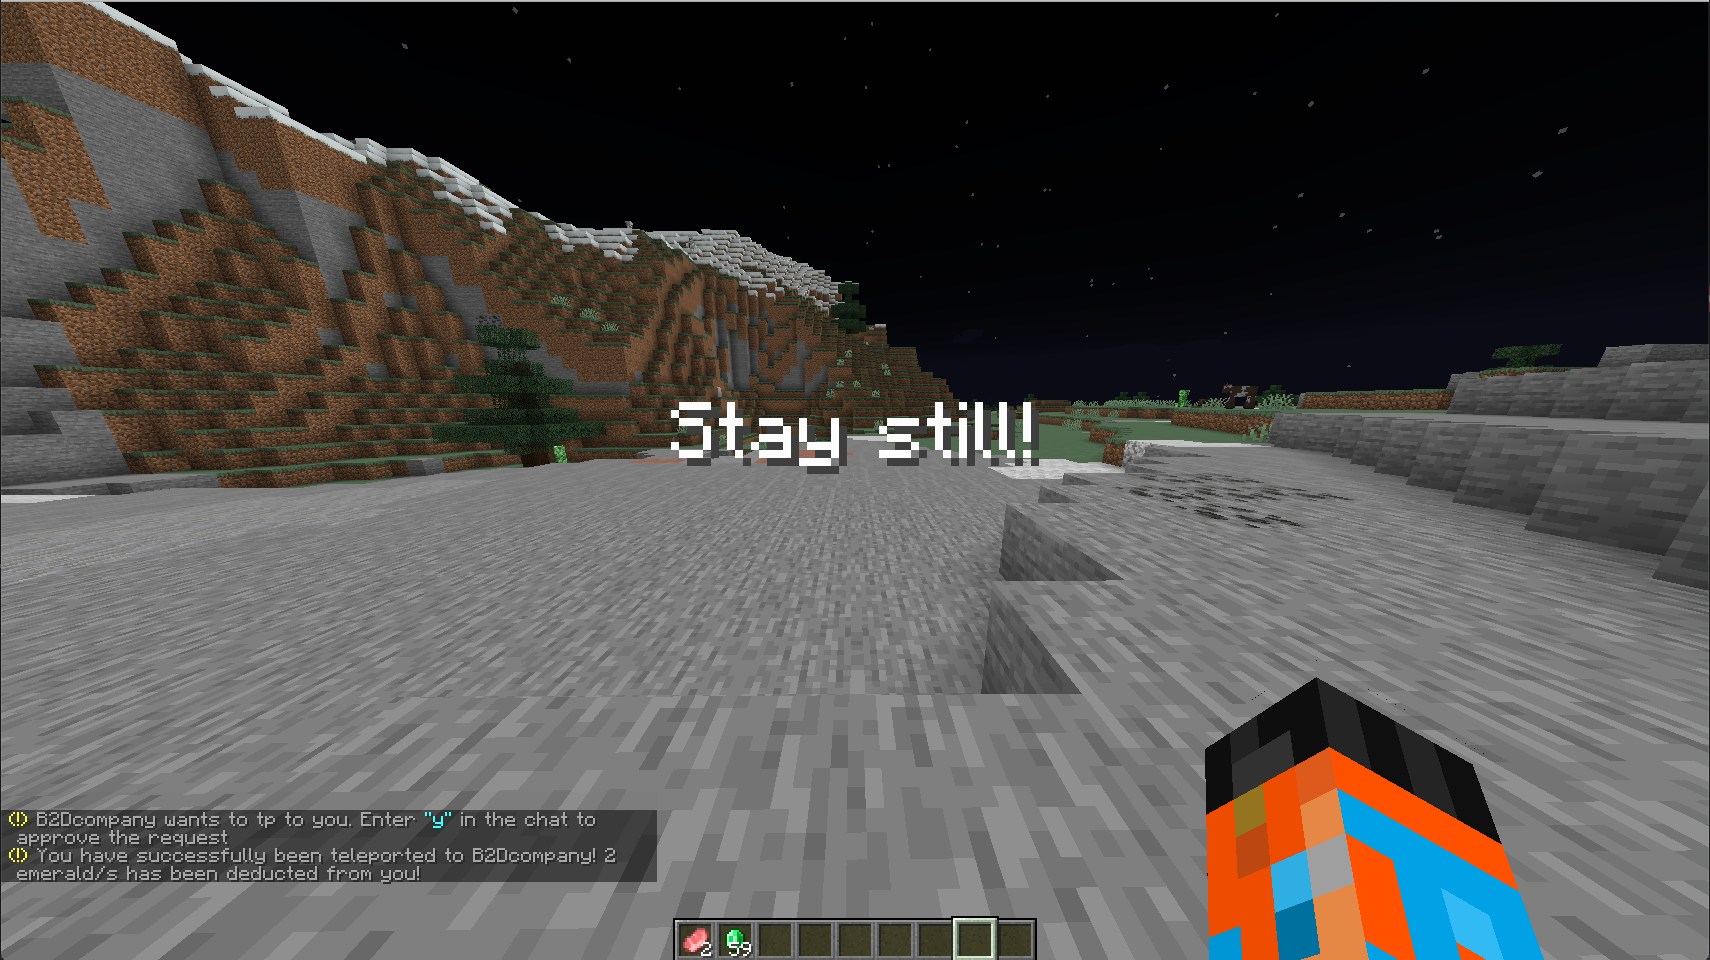 Stay still!
(!) B2Dcompany wants to tp to you. Enter "y" in the chat to
approve the request
(!) You have successfully been teleported to B2Dcompany! 2
emerald/s has been deducted from you!
2 59